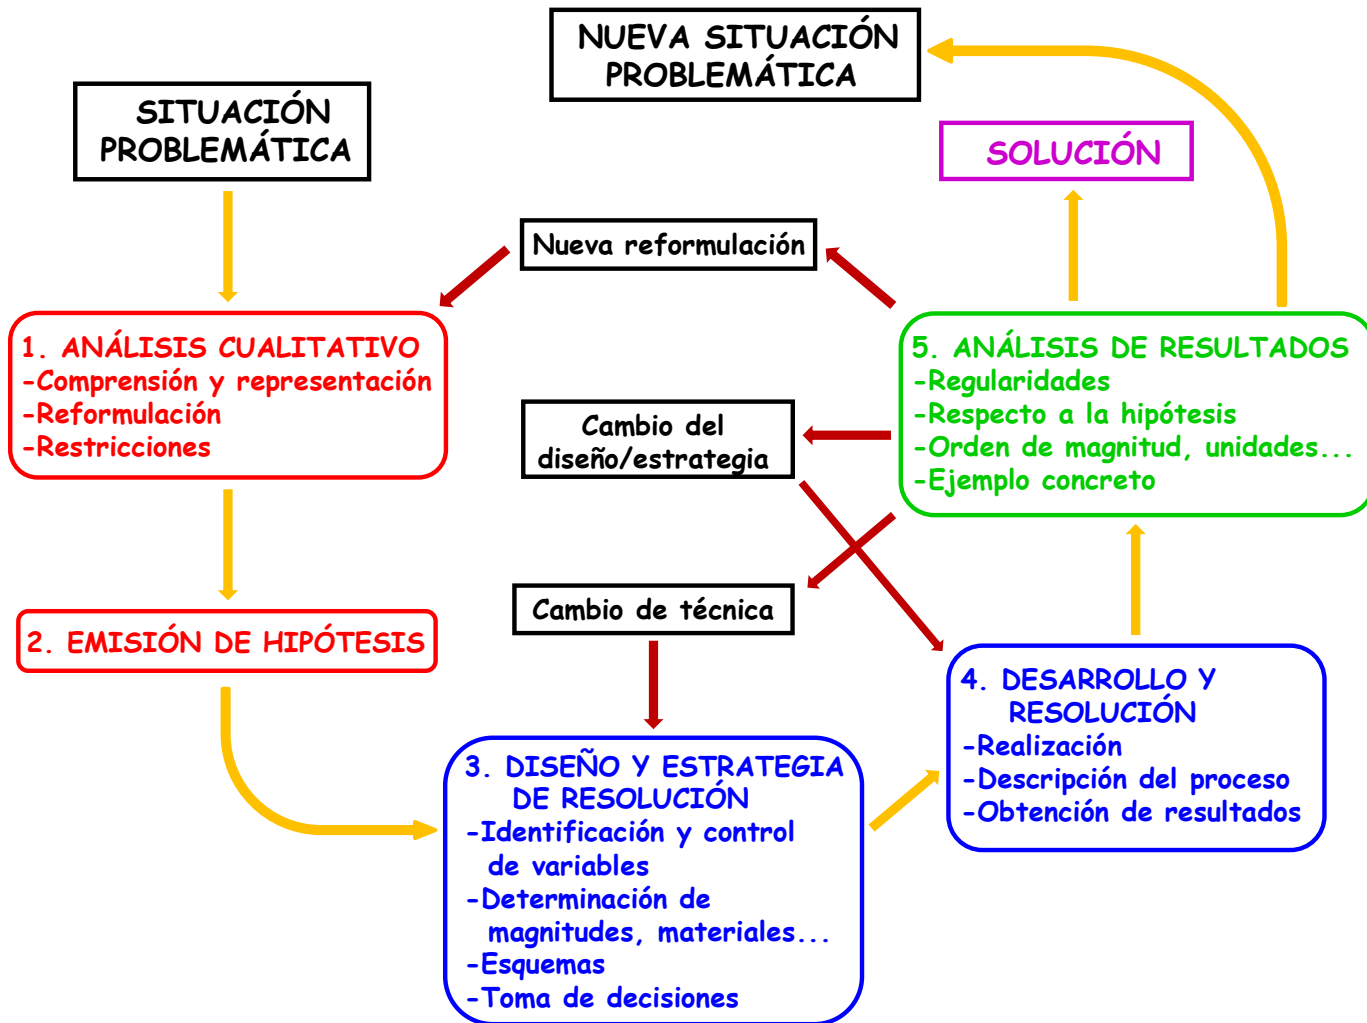 NUEVA SITUACIÓN
PROBLEMÁTICA
SITUACIÓN
PROBLEMÁTICA
SOLUCIÓN
Nueva reformulación
1. ANÁLISIS CUALITATIVO
-Comprensión y representación
-Reformulación
-Restricciones
5. ANÁLISIS DE RESULTADOS
-Regularidades
-Respecto a la hipótesis
-Orden de magnitud, unidades...
-Ejemplo concreto
Cambio del
diseño/estrategia
Cambio de técnica
2. EMISIÓN DE HIPÓTESIS
4. DESARROLLO Y
RESOLUCIÓN
-Realización
-Descripción del proceso
-Obtención de resultados
3. DISEÑO Y ESTRATEGIA
DE RESOLUCIÓN
-Identificación y control
de variables
-Determinación de
magnitudes, materiales...
-Esquemas
-Toma de decisiones